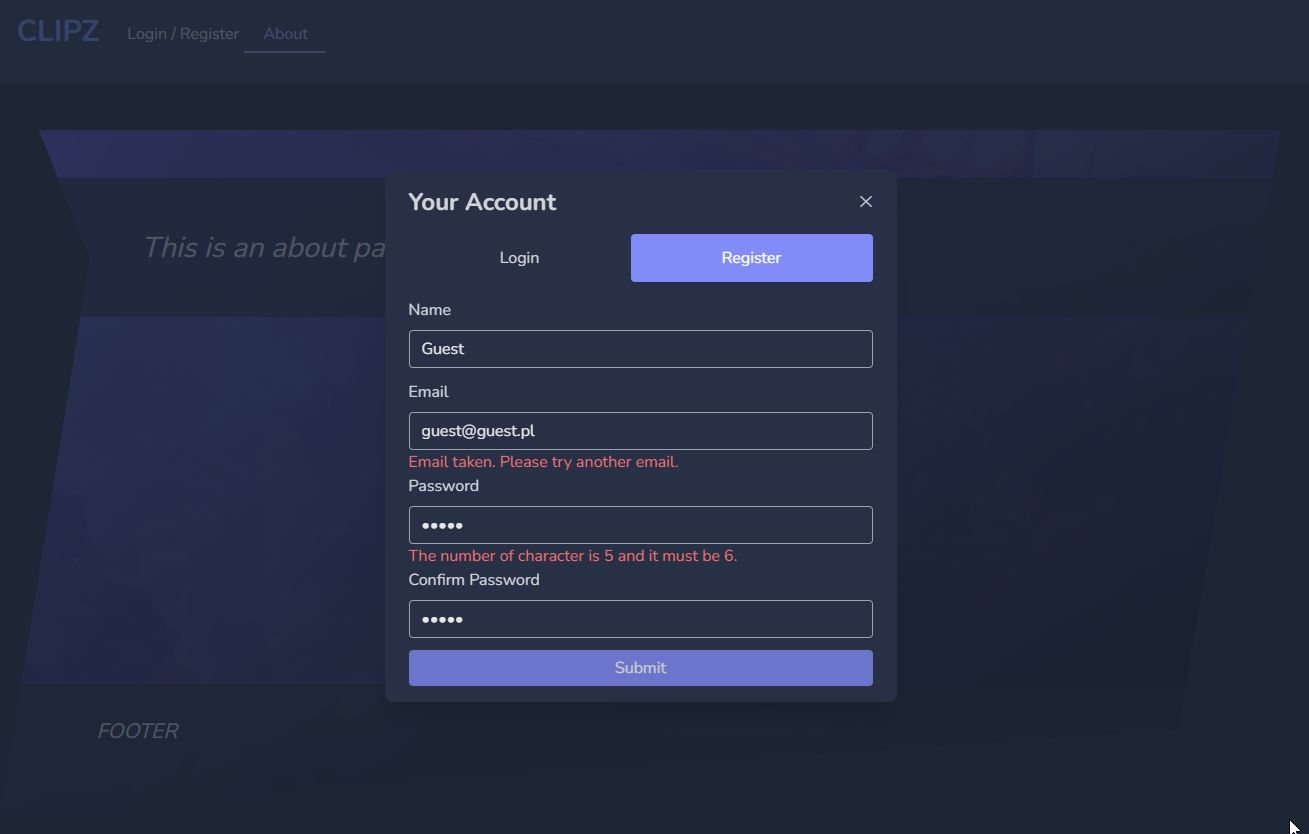 CLIPZ Login / Register About
This is an about pa
Your Account
Login Register
Name
Guest
Email
guest@guest.pl
Email taken. Please try another email.
Password
•••••
The number of character is 5 and it must be 6.
Confirm Password
•••••
Submit
FOOTER